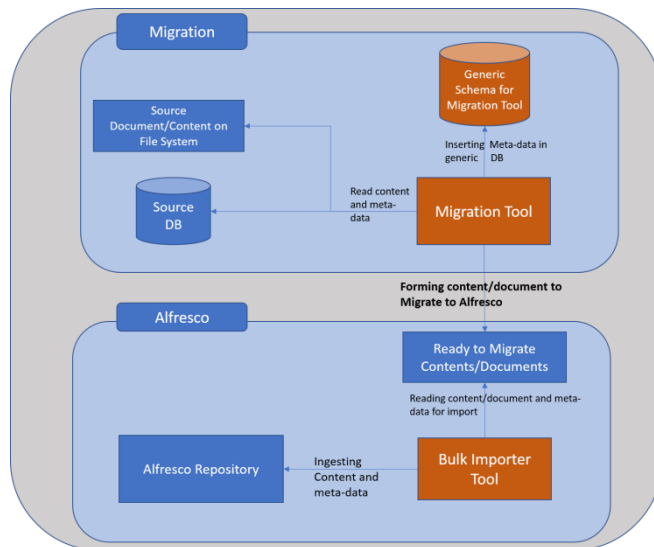 Migration
Generic
Schema for
Migration Tool
Source
Document/Content on
File System
Inserting Meta-data in
generic DB
Read content
and meta-
data
Source
DB
Migration Tool
Forming content/document to
Migrate to Alfresco
Alfresco
Ready to Migrate
Contents/Documents
Reading content/document and meta-
data for import
Alfresco Repository
Ingesting
Content and
meta-data
Bulk Importer
Tool